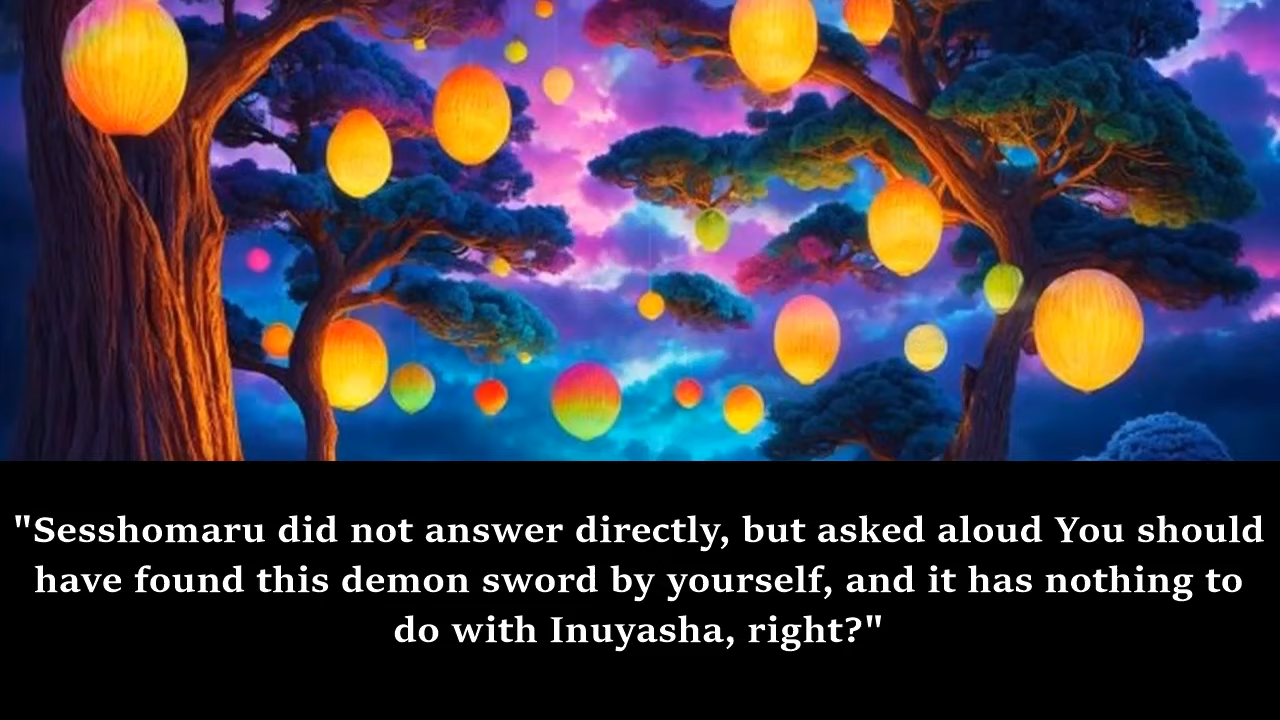 "Sesshomaru did not answer directly, but asked aloud You should
have found this demon sword by yourself, and it has nothing to
do with Inuyasha, right?"